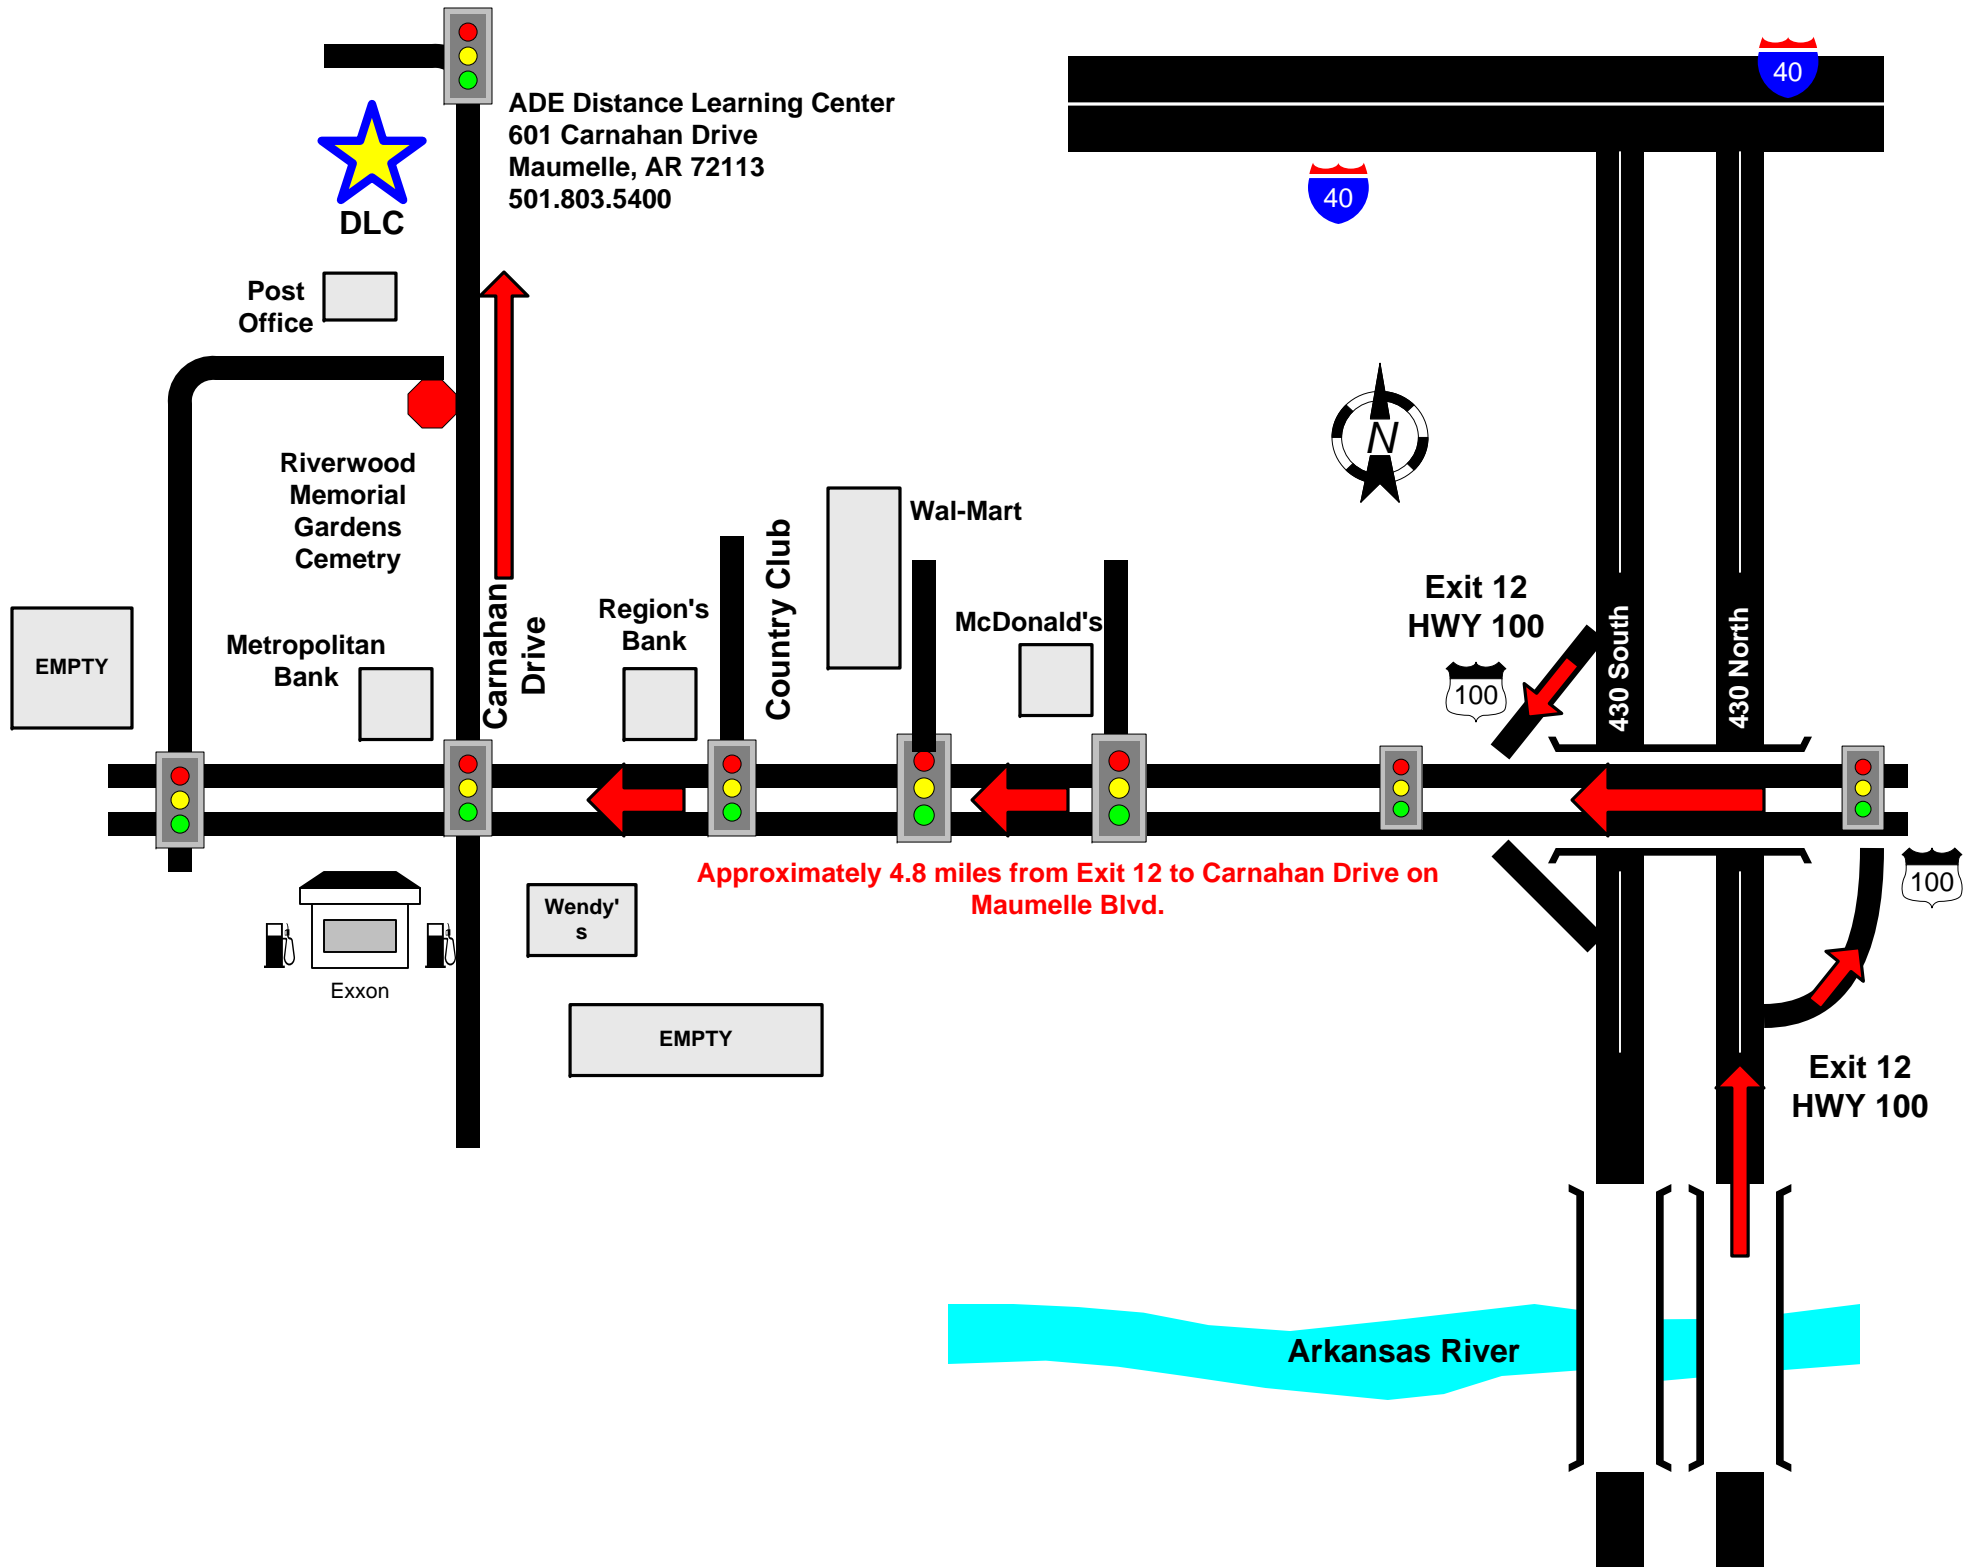 40
ADE Distance Learning Center
601 Carnahan Drive
Maumelle, AR 72113
501.803.5400
40
DLC
Post
Office
N
Riverwood
Memorial
Gardens
Cemetry
Wal-Mart
Country Club
Exit 12
HWY 100
Region's
Bank
McDonald's
Carnahan
Drive
430 South
430 North
EMPTY
Metropolitan
Bank
100
Approximately 4.8 miles from Exit 12 to Carnahan Drive on
Maumelle Blvd.
100
Wendy'
s
Exxon
EMPTY
Exit 12
HWY 100
Arkansas River